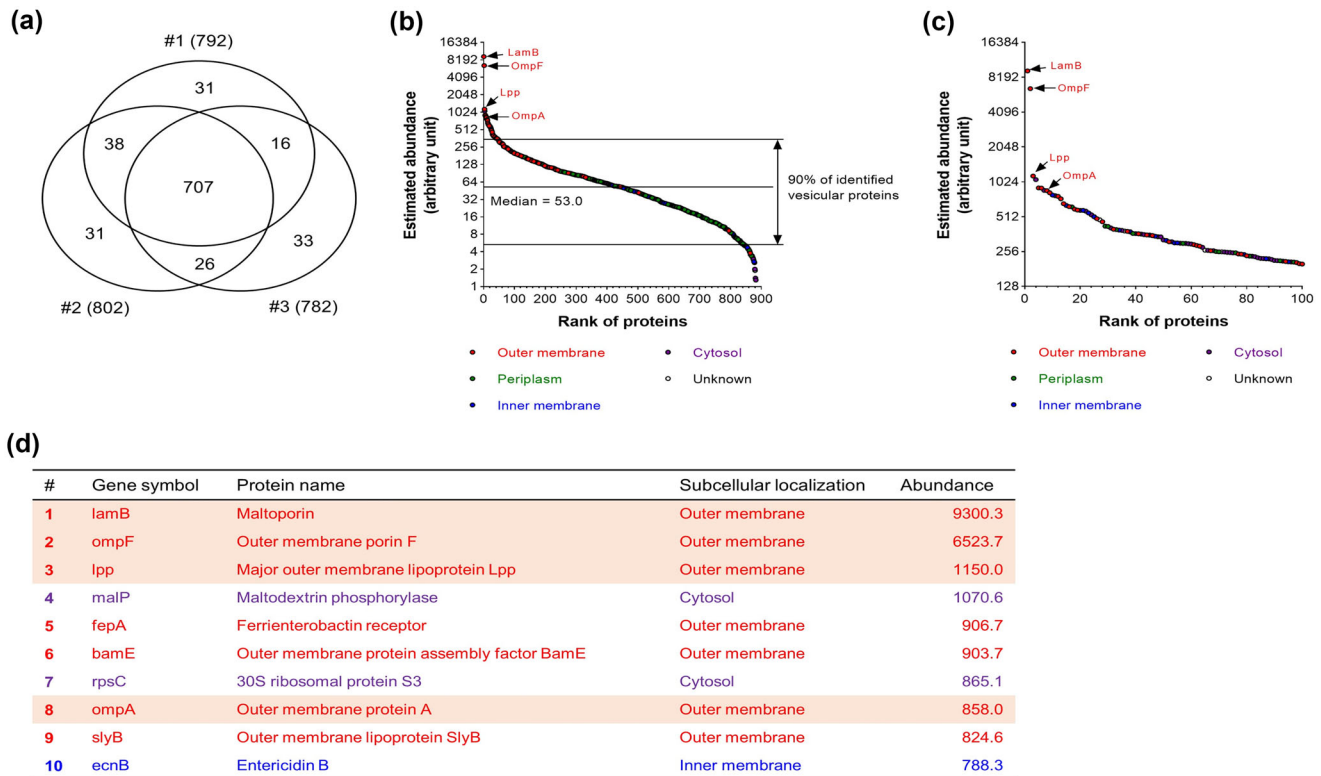 (a)
#1 (792)
31
38
16
707
31
33
26
#2 (802)
#3 (782)
(b)
Estimated abundance
(arbitrary unit)
16384
8192
4096
2048
1024
512
256
128
64
32
16
8
4
2
1
LamB
OmpF
Lpp
OmpA
Median = 53.0
90% of identified
vesicular proteins
0 100 200 300 400 500 600 700 800 900
Rank of proteins
Outer membrane
Cytosol
Periplasm
Unknown
Inner membrane
(c)
Estimated abundance
(arbitrary unit)
16384
8192
4096
2048
1024
512
256
128
LamB
OmpF
Lpp
OmpA
0 20 40 60 80 100
Rank of proteins
Outer membrane
Cytosol
Periplasm
Unknown
Inner membrane
(d)
# Gene symbol Protein name Subcellular localization Abundance
1 lamB Maltoporin Outer membrane 9300.3
2 ompF Outer membrane porin F Outer membrane 6523.7
3 lpp Major outer membrane lipoprotein Lpp Outer membrane 1150.0
4 malP Maltodextrin phosphorylase Cytosol 1070.6
5 fepA Ferrienterobactin receptor Outer membrane 906.7
6 bamE Outer membrane protein assembly factor BamE Outer membrane 903.7
7 rpsC 30S ribosomal protein S3 Cytosol 865.1
8 ompA Outer membrane protein A Outer membrane 858.0
9 slyB Outer membrane lipoprotein SlyB Outer membrane 824.6
10 ecnB Entericidin B Inner membrane 788.3